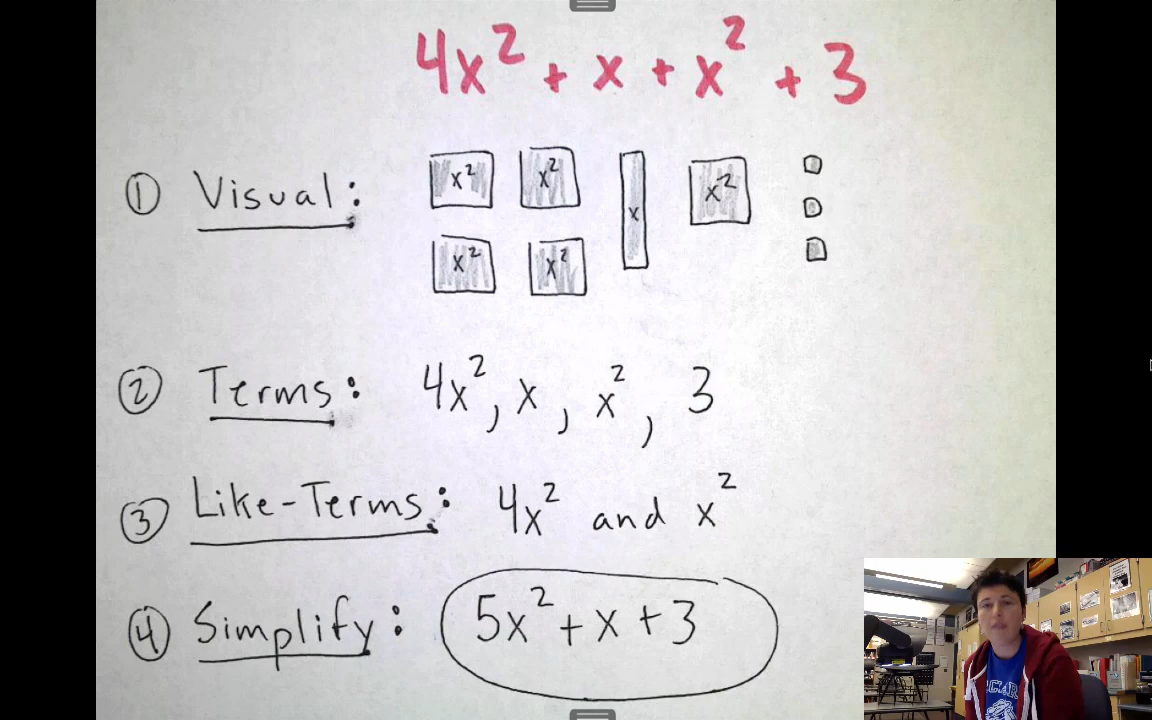 4x² + x + x² + 3
① Visual:
x² x² x x²
x² x²
② Terms: 4x², x, x², 3
③ Like-Terms: 4x² and x²
④ Simplify: 5x² + x + 3